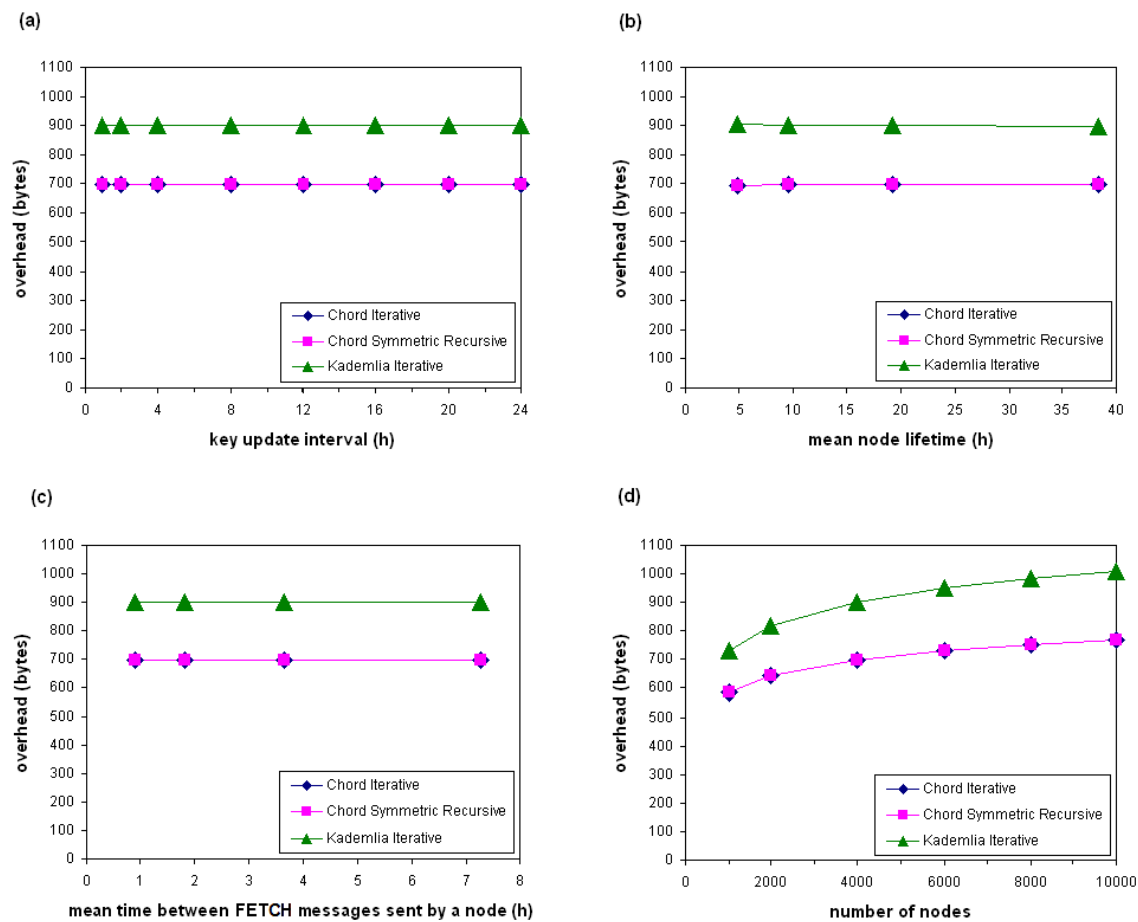 (a)
1100
1000
900
800
700
600
500
400
300
200
100
0
overhead (bytes)
Chord Iterative
Chord Symmetric Recursive
Kademlia Iterative
0 4 8 12 16 20 24
key update interval (h)
(b)
1100
1000
900
800
700
600
500
400
300
200
100
0
overhead (bytes)
Chord Iterative
Chord Symmetric Recursive
Kademlia Iterative
0 5 10 15 20 25 30 35 40
mean node lifetime (h)
(c)
1100
1000
900
800
700
600
500
400
300
200
100
0
overhead (bytes)
Chord Iterative
Chord Symmetric Recursive
Kademlia Iterative
0 1 2 3 4 5 6 7 8
mean time between FETCH messages sent by a node (h)
(d)
1100
1000
900
800
700
600
500
400
300
200
100
0
overhead (bytes)
Chord Iterative
Chord Symmetric Recursive
Kademlia Iterative
0 2000 4000 6000 8000 10000
number of nodes